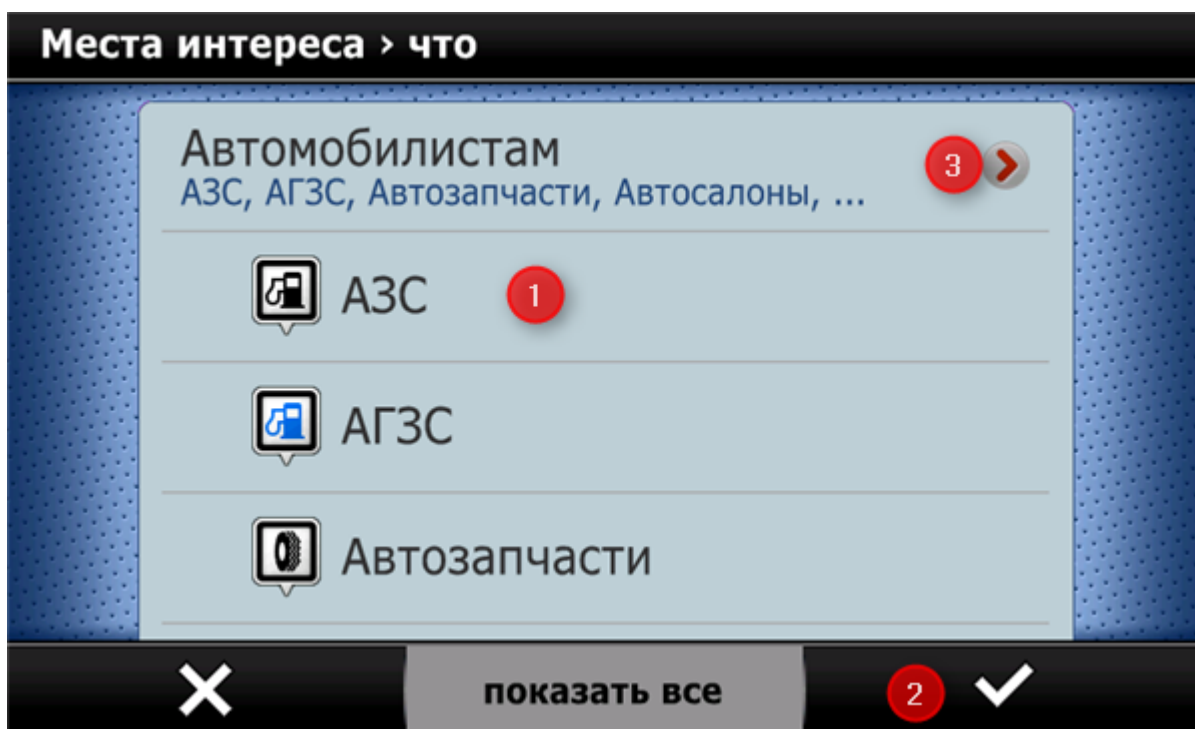 Места интереса › что
Автомобилистам
АЗС, АГЗС, Автозапчасти, Автосалоны, ...
3
АЗС
1
АГЗС
Автозапчасти
показать все
2